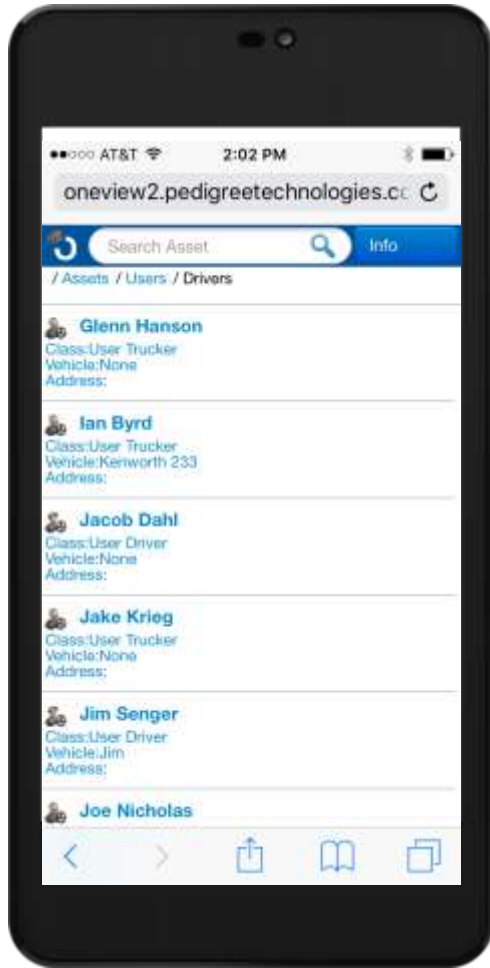 AT&T 2:02 PM
oneview2.pedigreetechnologies.cc
Search Asset Info
/ Assets / Users / Drivers
Glenn Hanson
Class:User Trucker
Vehicle:None
Address:
Ian Byrd
Class:User Trucker
Vehicle:Kenworth 233
Address:
Jacob Dahl
Class:User Driver
Vehicle:None
Address:
Jake Krieg
Class:User Trucker
Vehicle:None
Address:
Jim Senger
Class:User Driver
Vehicle:Jim
Address:
Joe Nicholas